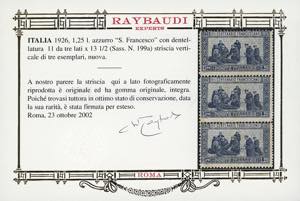 RAYBAUDI
EXPERTS
ITALIA 1926, 1,25 l. azzurro "S. Francesco" con dentel-
latura 11 da tre lati x 13 1/2 (Sass. N. 199a) striscia verti-
cale di tre esemplari, nuova.
A nostro parere la striscia qui a lato fotograficamente
riprodotta è originale ed ha gomma originale, integra.
Poiché trovasi tuttora in ottimo stato di conservazione, data
la sua rarità, è stata firmata per esteso.
Roma, 23 ottobre 2002
ROMA